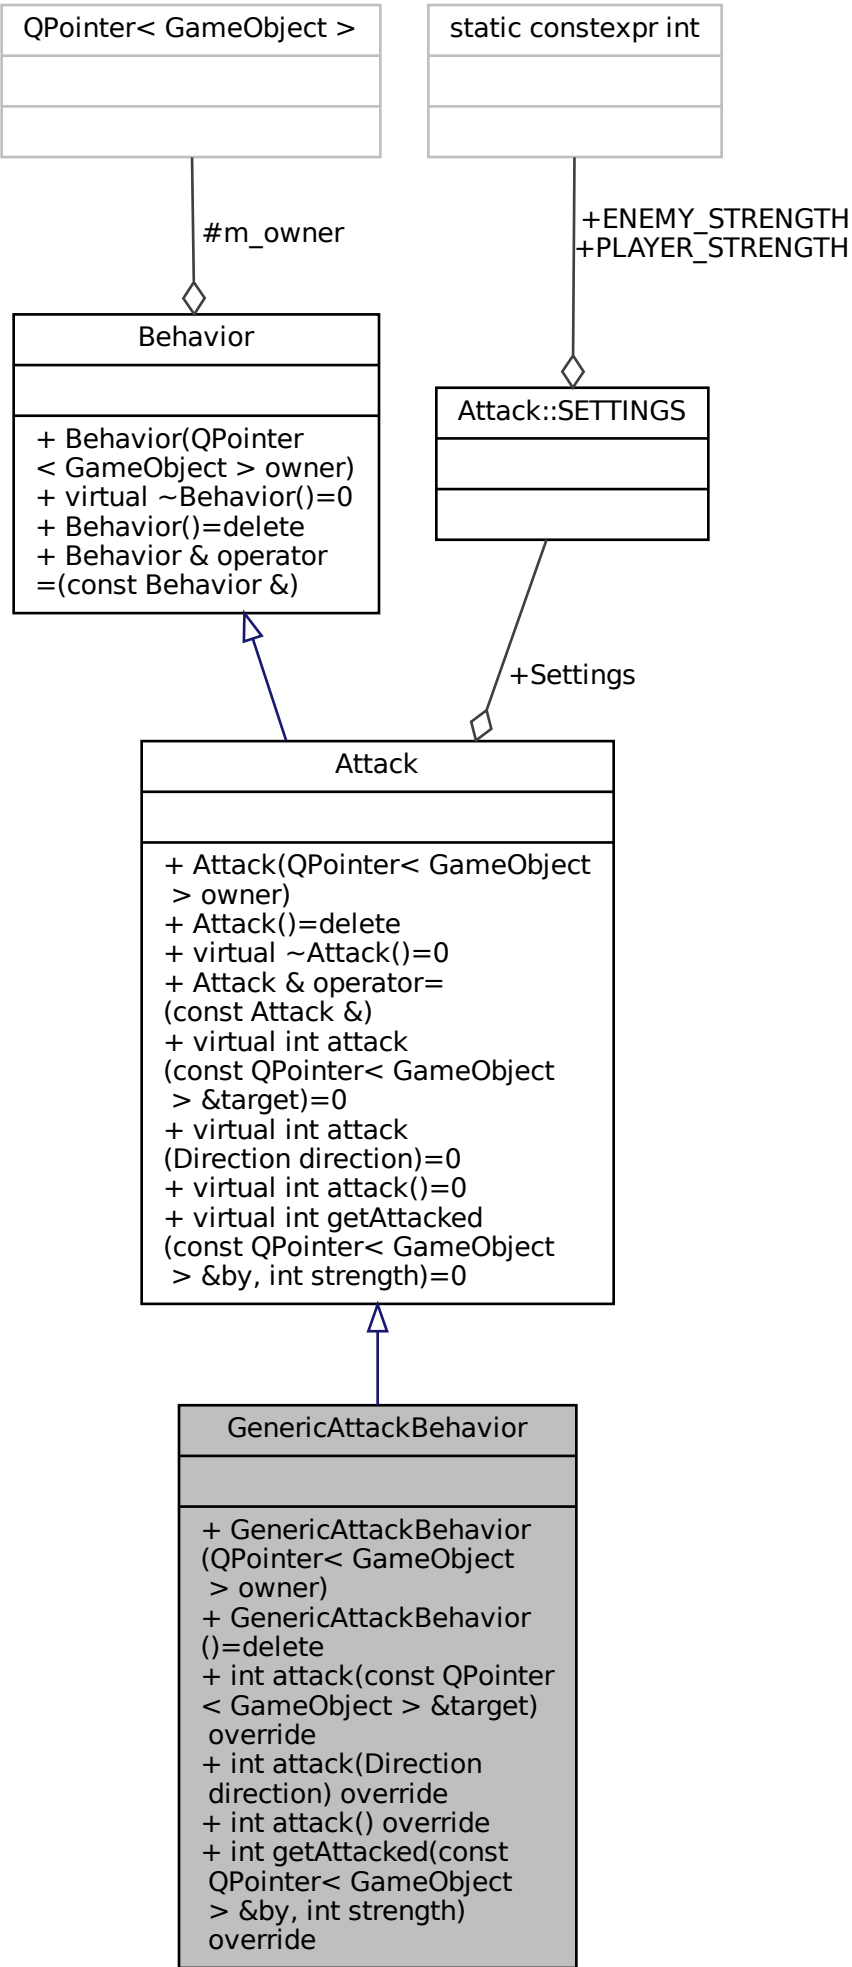 QPointer< GameObject >
static constexpr int
#m_owner
+ENEMY_STRENGTH
+PLAYER_STRENGTH
Behavior
+ Behavior(QPointer
< GameObject > owner)
+ virtual ~Behavior()=0
+ Behavior()=delete
+ Behavior & operator
=(const Behavior &)
Attack::SETTINGS
+Settings
Attack
+ Attack(QPointer< GameObject
> owner)
+ Attack()=delete
+ virtual ~Attack()=0
+ Attack & operator=
(const Attack &)
+ virtual int attack
(const QPointer< GameObject
> &target)=0
+ virtual int attack
(Direction direction)=0
+ virtual int attack()=0
+ virtual int getAttacked
(const QPointer< GameObject
> &by, int strength)=0
GenericAttackBehavior
+ GenericAttackBehavior
(QPointer< GameObject
> owner)
+ GenericAttackBehavior
()=delete
+ int attack(const QPointer
< GameObject > &target)
override
+ int attack(Direction
direction) override
+ int attack() override
+ int getAttacked(const
QPointer< GameObject
> &by, int strength)
override